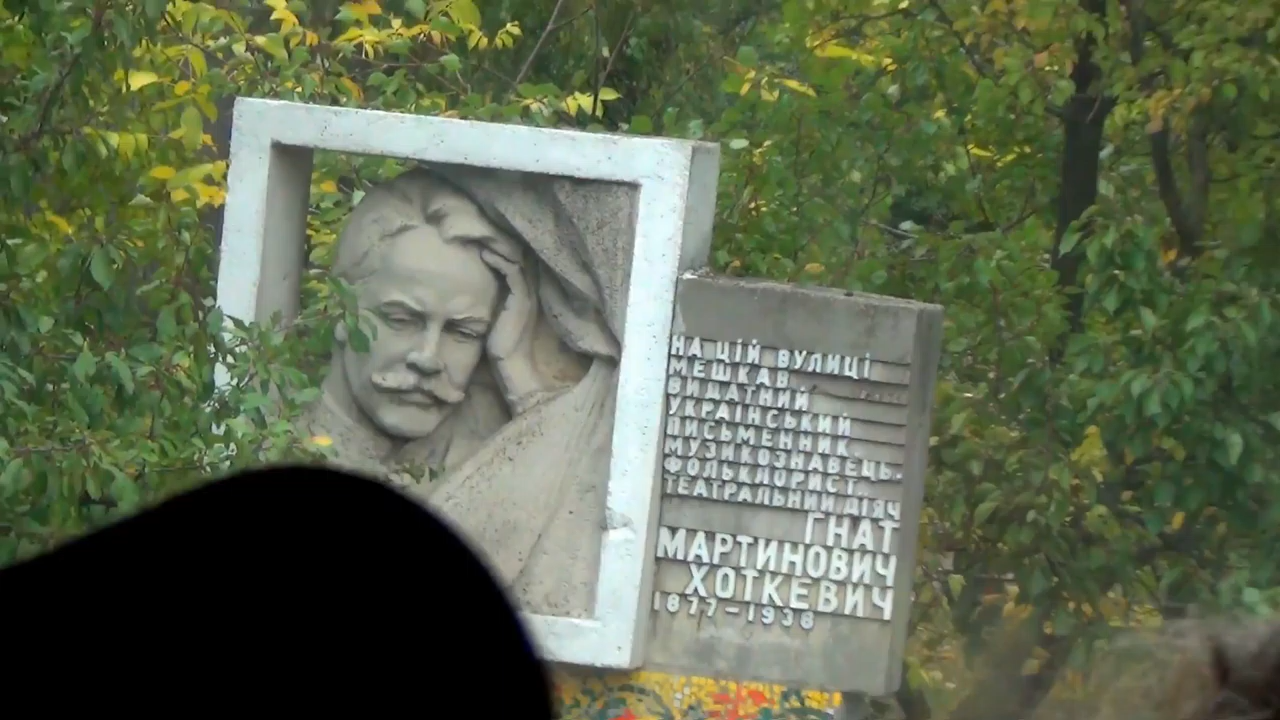 НА ЦІЙ ВУЛИЦІ
МЕШКАВ
ВИДАТНИЙ
УКРАЇНСЬКИЙ
ПИСЬМЕННИК,
МУЗИКОЗНАВЕЦЬ,
ФОЛЬКЛОРИСТ,
ТЕАТРАЛЬНИЙ ДІЯЧ
ГНАТ
МАРТИНОВИЧ
ХОТКЕВИЧ
1877-1938